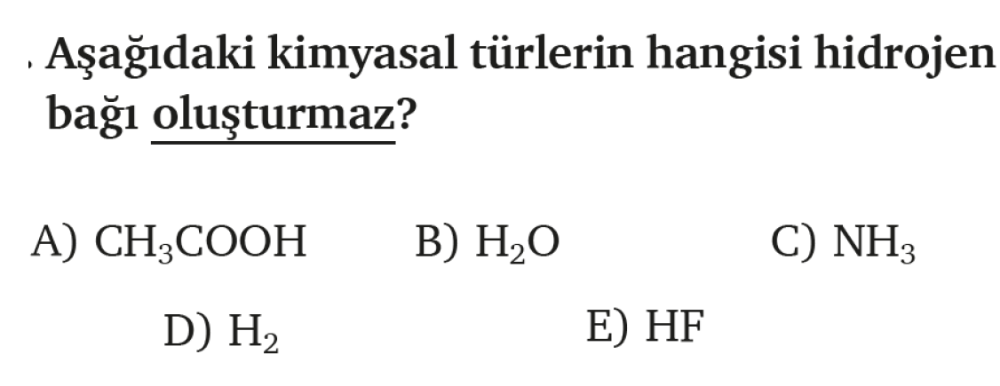 . Aşağıdaki kimyasal türlerin hangisi hidrojen
bağı oluşturmaz?
A) CH₃COOH B) H₂O C) NH₃
D) H₂ E) HF